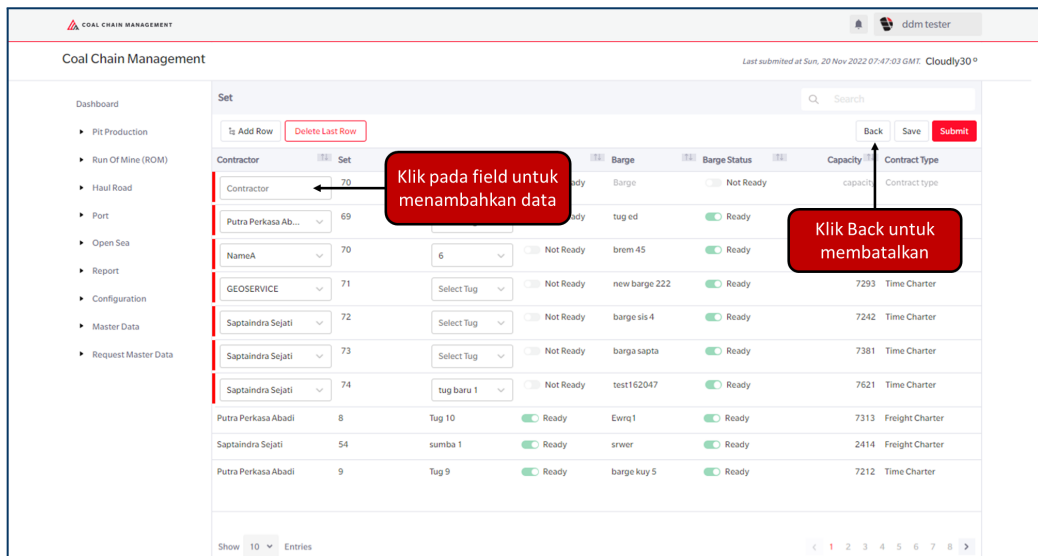 COAL CHAIN MANAGEMENT
ddm tester
Coal Chain Management
Last submited at Sun, 20 Nov 2022 07:47:03 GMT. Cloudly30 º
Dashboard
Pit Production
Run Of Mine (ROM)
Haul Road
Port
Open Sea
Report
Configuration
Master Data
Request Master Data
Set
Search
Add Row Delete Last Row
Back Save Submit
Contractor Set Barge Barge Status Capacity Contract Type
Contractor 70 Barge Not Ready capacity Contract type
Klik pada field untuk
menambahkan data
Putra Perkasa Ab... 69 tug ed Ready
Klik Back untuk
membatalkan
NameA 70 6 Not Ready brem 45 Ready
GEOSERVICE 71 Select Tug Not Ready new barge 222 Ready 7293 Time Charter
Saptaindra Sejati 72 Select Tug Not Ready barge sis 4 Ready 7242 Time Charter
Saptaindra Sejati 73 Select Tug Not Ready barga sapta Ready 7381 Time Charter
Saptaindra Sejati 74 tug baru 1 Not Ready test162047 Ready 7621 Time Charter
Putra Perkasa Abadi 8 Tug 10 Ready Ewrq1 Ready 7313 Freight Charter
Saptaindra Sejati 54 sumba 1 Ready srwer Ready 2414 Freight Charter
Putra Perkasa Abadi 9 Tug 9 Ready barge kuy 5 Ready 7212 Time Charter
Show 10 Entries
1 2 3 4 5 6 7 8